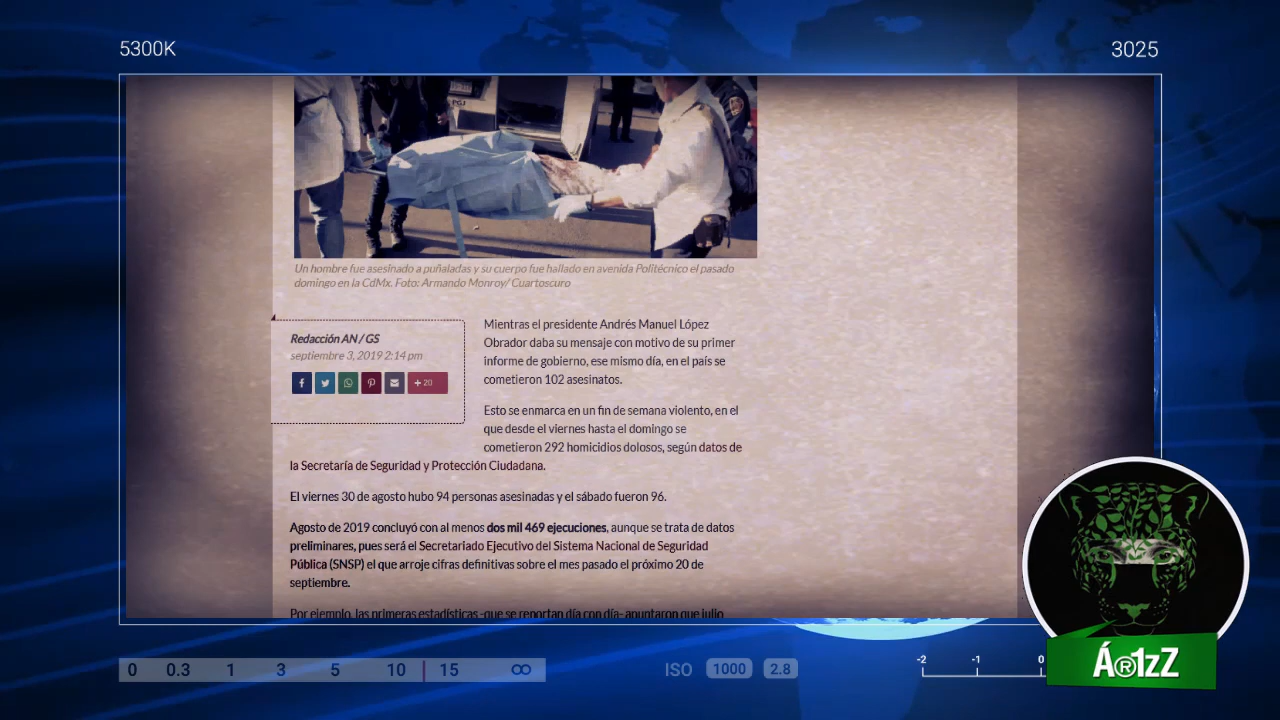 5300K
3025
PGJ
Un hombre fue asesinado a puñaladas y su cuerpo fue hallado en avenida Politécnico el pasado
domingo en la CdMx. Foto: Armando Monroy/ Cuartoscuro
Redacción AN / GS
septiembre 3, 2019 2:14 pm
+ 20
Mientras el presidente Andrés Manuel López
Obrador daba su mensaje con motivo de su primer
informe de gobierno, ese mismo día, en el país se
cometieron 102 asesinatos.
Esto se enmarca en un fin de semana violento, en el
que desde el viernes hasta el domingo se
cometieron 292 homicidios dolosos, según datos de
la Secretaría de Seguridad y Protección Ciudadana.
El viernes 30 de agosto hubo 94 personas asesinadas y el sábado fueron 96.
Agosto de 2019 concluyó con al menos dos mil 469 ejecuciones, aunque se trata de datos
preliminares, pues será el Secretariado Ejecutivo del Sistema Nacional de Seguridad
Pública (SNSP) el que arroje cifras definitivas sobre el mes pasado el próximo 20 de
septiembre.
Por ejemplo, las primeras estadísticas -que se reportan día con día- apuntaron que julio
0 0.3 1 3 5 10 15 ∞
ISO 1000 2.8
-2 -1 0
Á®1zZ